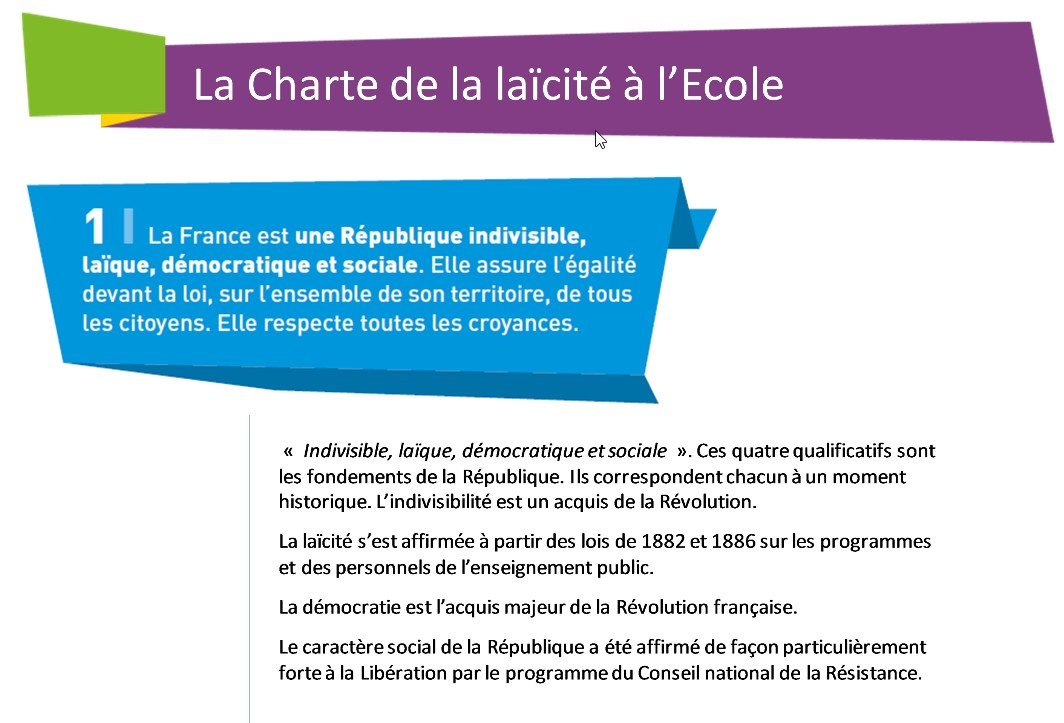 La Charte de la laïcité à l’Ecole
1 | La France est une République indivisible,
laïque, démocratique et sociale. Elle assure l’égalité
devant la loi, sur l’ensemble de son territoire, de tous
les citoyens. Elle respecte toutes les croyances.
« Indivisible, laïque, démocratique et sociale ». Ces quatre qualificatifs sont
les fondements de la République. Ils correspondent chacun à un moment
historique. L’indivisibilité est un acquis de la Révolution.
La laïcité s’est affirmée à partir des lois de 1882 et 1886 sur les programmes
et des personnels de l’enseignement public.
La démocratie est l’acquis majeur de la Révolution française.
Le caractère social de la République a été affirmé de façon particulièrement
forte à la Libération par le programme du Conseil national de la Résistance.